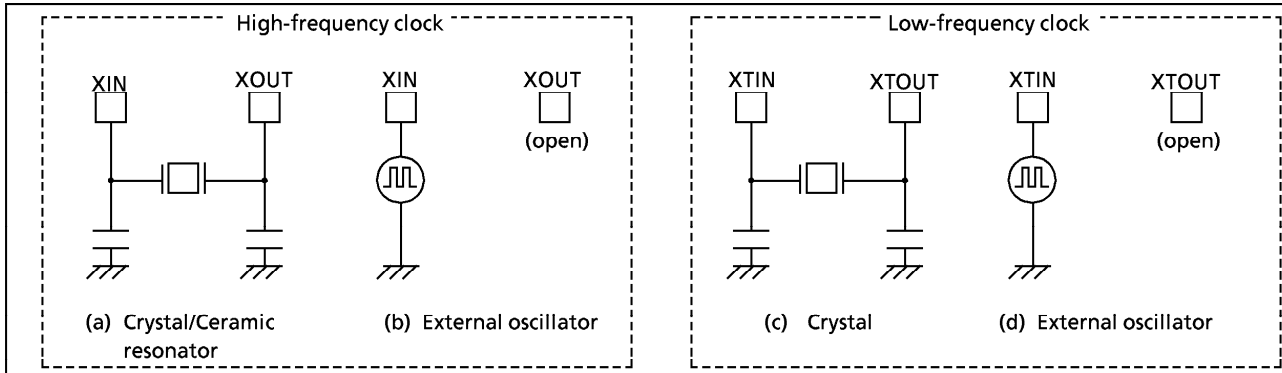 High-frequency clock
XIN
XOUT
XIN
XOUT
(open)
(a) Crystal/Ceramic
resonator
(b) External oscillator
Low-frequency clock
XTIN
XTOUT
XTIN
XTOUT
(open)
(c) Crystal
(d) External oscillator